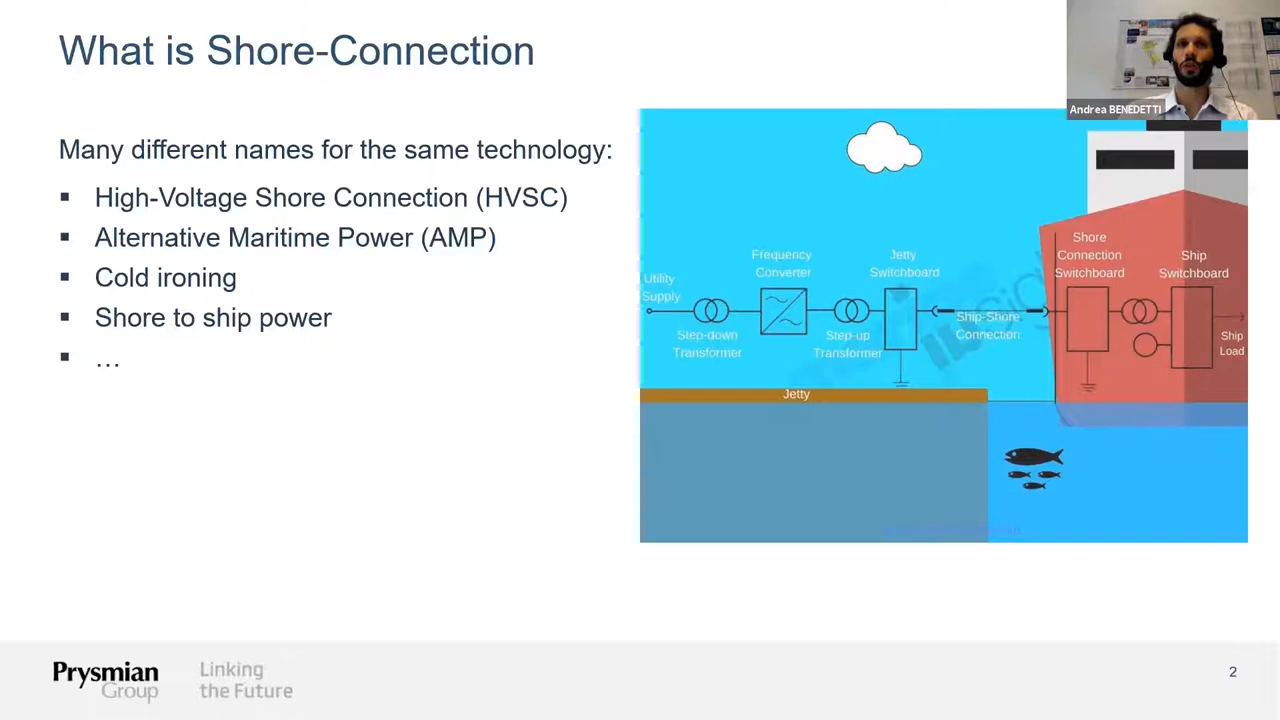 What is Shore-Connection
Andrea BENEDETTI
Many different names for the same technology:
High-Voltage Shore Connection (HVSC)
Alternative Maritime Power (AMP)
Cold ironing
Shore to ship power
…
Utility
Supply
Step-down
Transformer
Frequency
Converter
Step-up
Transformer
Jetty
Switchboard
Ship-Shore
Connection
Shore
Connection
Switchboard
Ship
Switchboard
Ship
Load
Jetty
Prysmian
Group
Linking
the Future
2